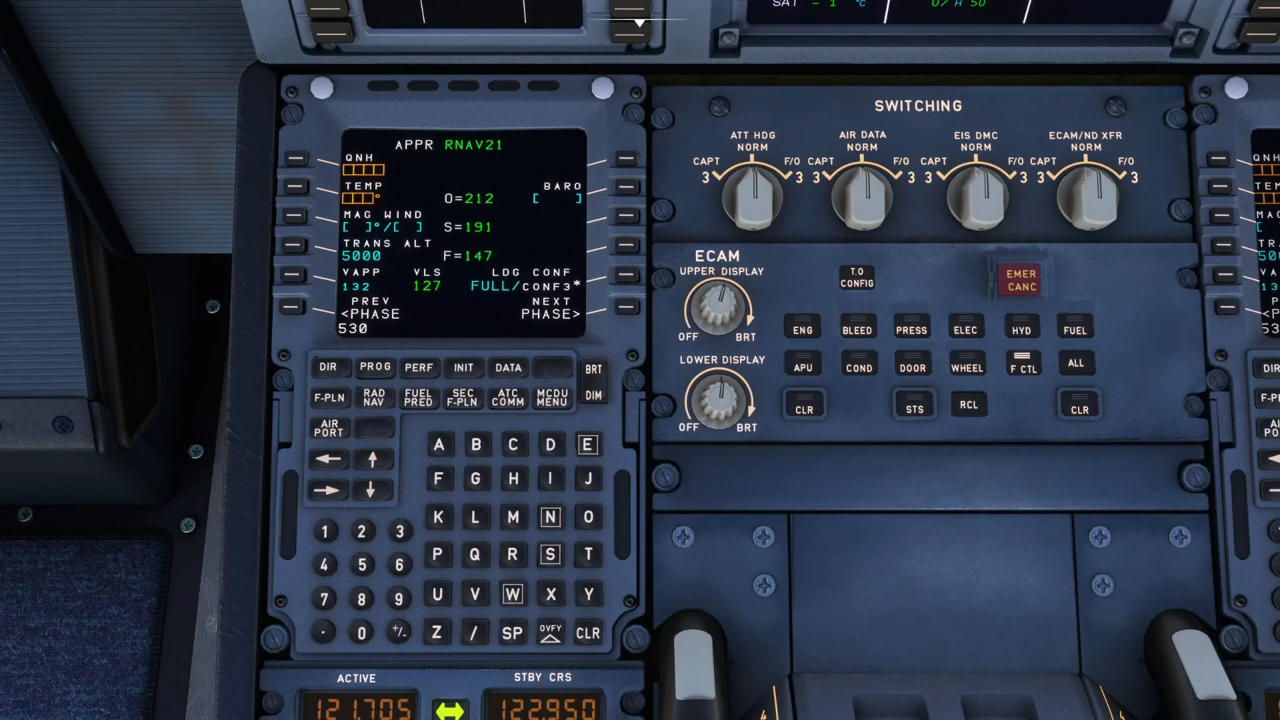 SAT - 1 °C
G/ H 50
APPR RNAV21
QNH
TEMP BARO
O=212 [ ]
MAG WIND
[ ]°/[ ] S=191
TRANS ALT
5000 F=147
VAPP VLS LDG CONF
132 127 FULL/CONF3*
PREV NEXT
<PHASE PHASE>
530
DIR PROG PERF INIT DATA BRT
F-PLN RAD NAV FUEL PRED SEC F-PLN ATC COMM MCDU MENU DIM
AIR PORT
A B C D E
F G H I J
K L M N O
1 2 3
P Q R S T
4 5 6
U V W X Y
7 8 9
Z / SP OVFY CLR
. 0 +/-
ACTIVE STBY CRS
121.705 122.950
SWITCHING
ATT HDG AIR DATA EIS DMC ECAM/ND XFR
NORM NORM NORM NORM
CAPT F/O CAPT F/O CAPT F/O CAPT F/O
3 3 3 3 3 3 3 3
ECAM
UPPER DISPLAY
OFF BRT
T.O CONFIG
EMER CANC
ENG BLEED PRESS ELEC HYD FUEL
LOWER DISPLAY
OFF BRT
APU COND DOOR WHEEL F CTL ALL
CLR STS RCL CLR